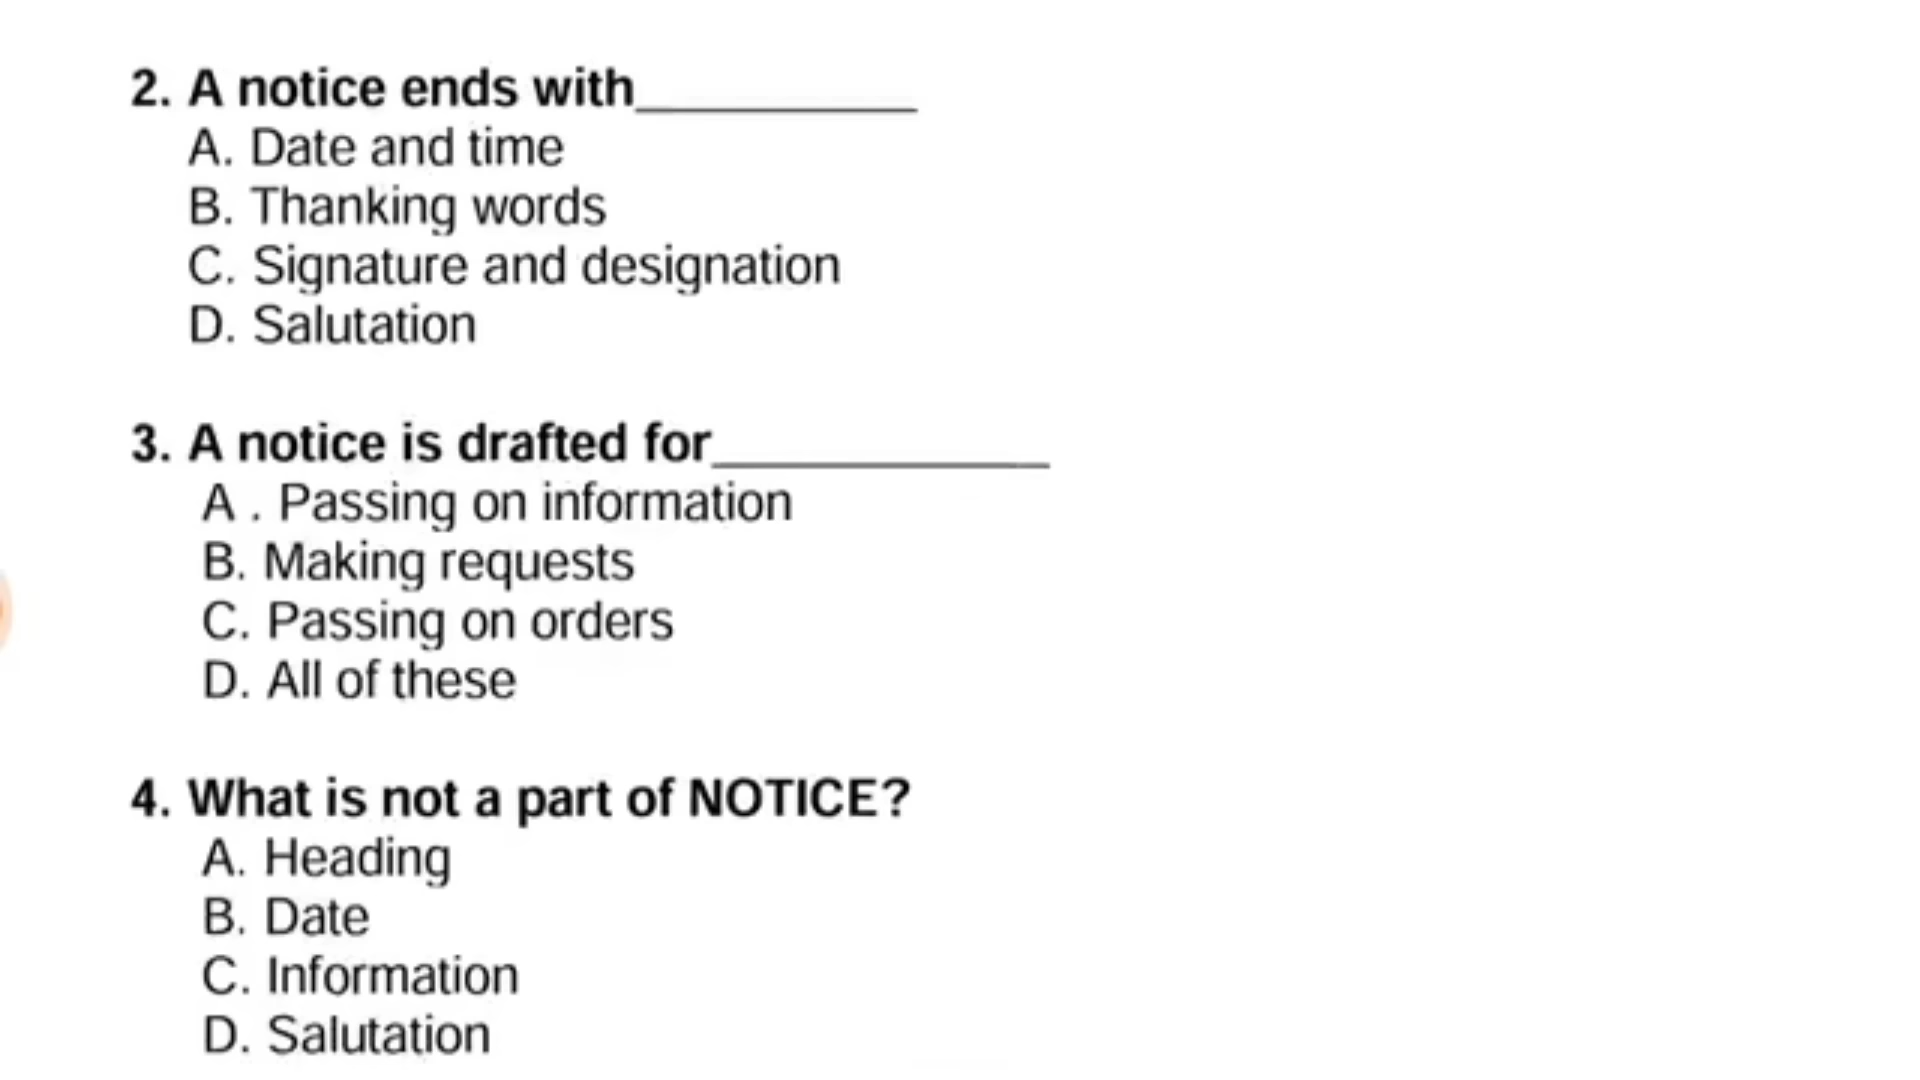 2. A notice ends with__________
A. Date and time
B. Thanking words
C. Signature and designation
D. Salutation
3. A notice is drafted for____________
A . Passing on information
B. Making requests
C. Passing on orders
D. All of these
4. What is not a part of NOTICE?
A. Heading
B. Date
C. Information
D. Salutation